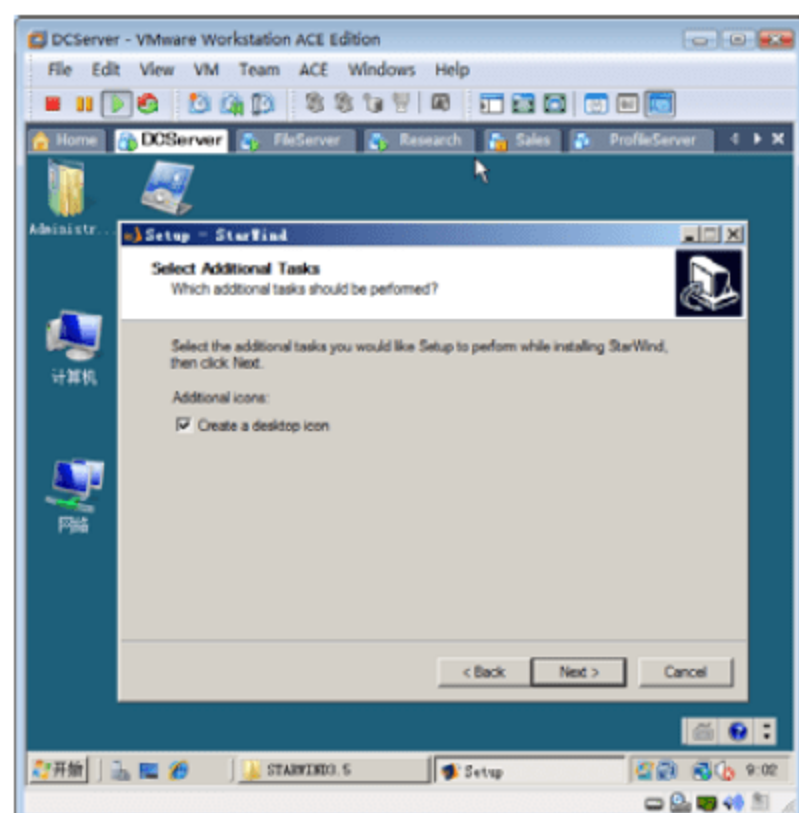 DCServer - VMware Workstation ACE Edition
File Edit View VM Team ACE Windows Help
Home DCServer FileServer Research Sales ProfileServer
Administr...
Setup - StarWind
Select Additional Tasks
Which additional tasks should be performed?
Select the additional tasks you would like Setup to perform while installing StarWind,
then click Next.
Additional icons:
Create a desktop icon
计算机
网络
< Back Next > Cancel
开始 STARWIND3.5 Setup 9:02